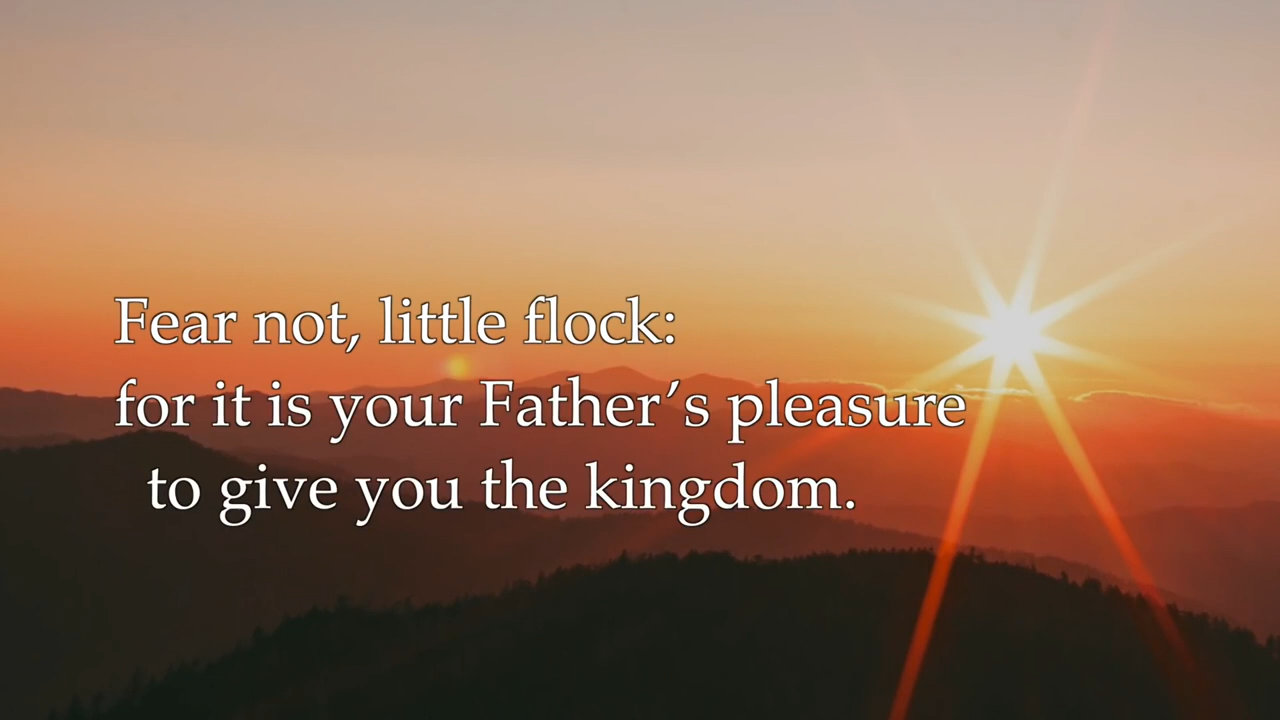 Fear not, little flock:
for it is your Father’s pleasure
to give you the kingdom.